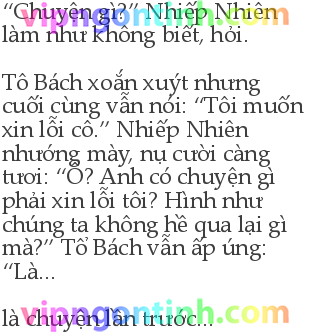 “Chuyện gì?” Nhiếp Nhiên
vipngontinh.com
làm như không biết, hỏi.
Tô Bách xoắn xuýt nhưng
cuối cùng vẫn nói: “Tôi muốn
xin lỗi cô.” Nhiếp Nhiên
nhướng mày, nụ cười càng
tươi: “Ồ? Anh có chuyện gì
phải xin lỗi tôi? Hình như
chúng ta không hề qua lại gì
mà?” Tô Bách vẫn ấp úng:
“Là...
vipngontinh.com
là chuyện lần trước...